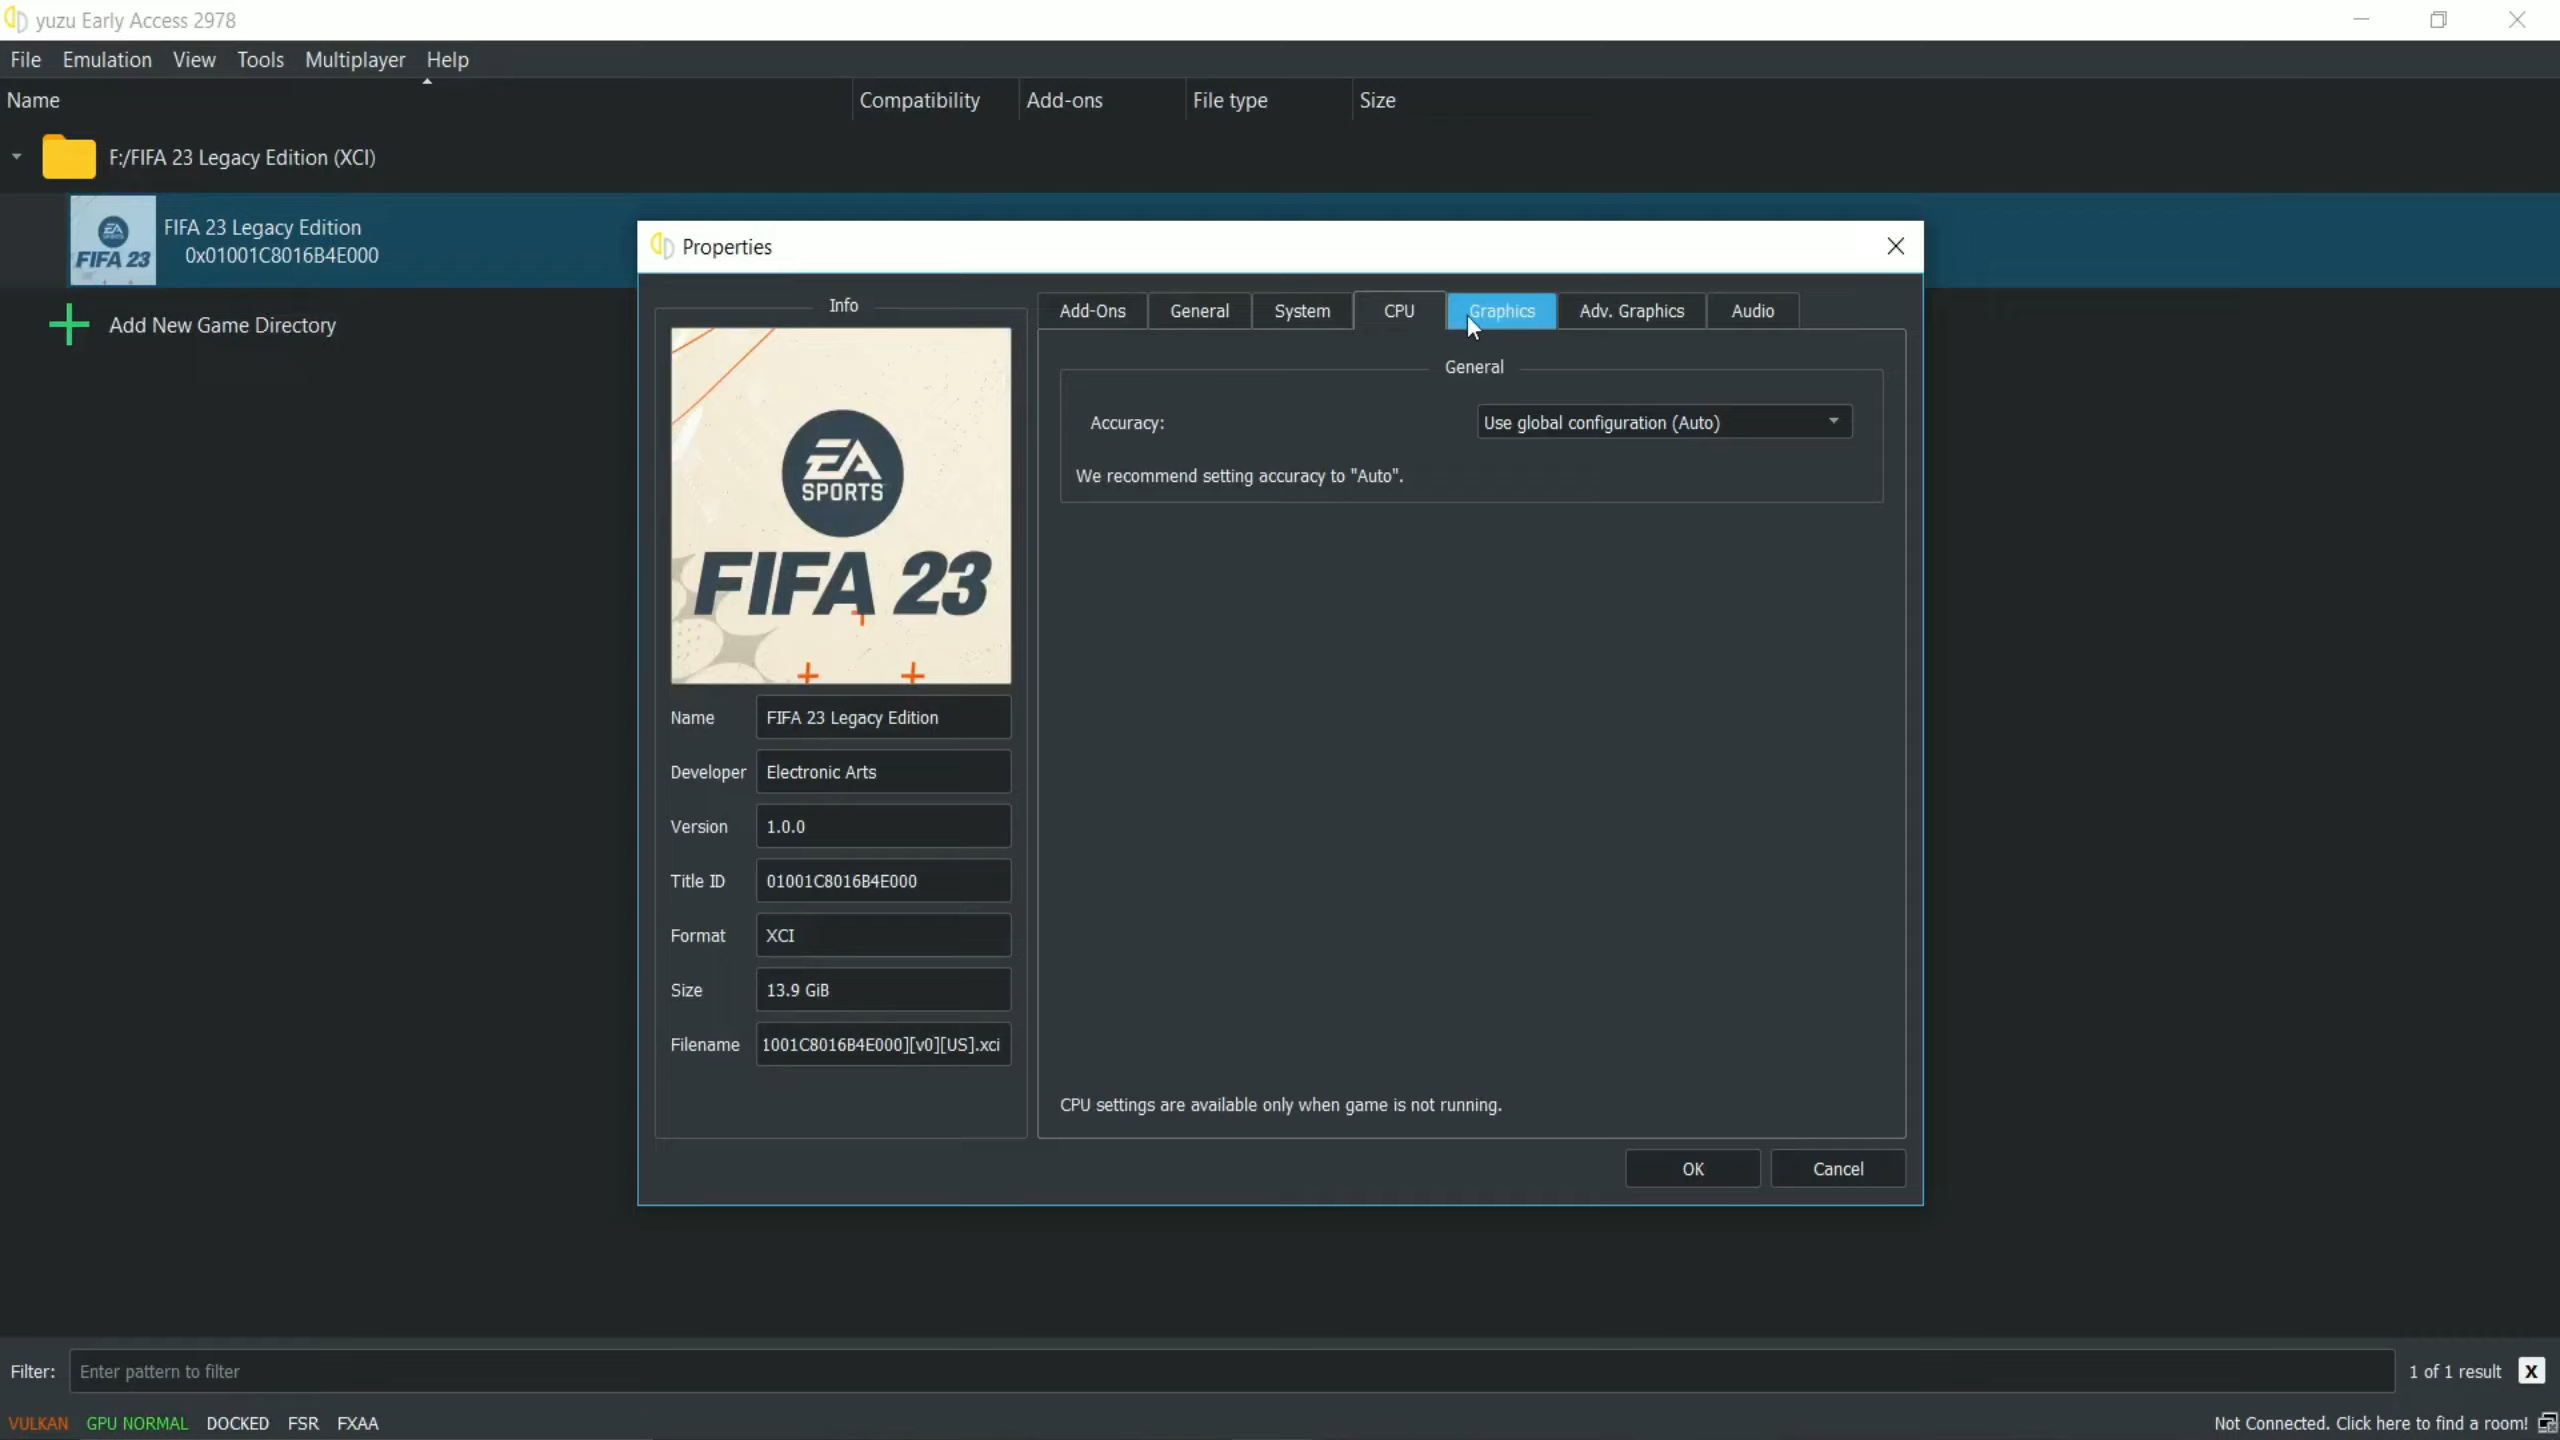 yuzu Early Access 2978
File Emulation View Tools Multiplayer Help
Name Compatibility Add-ons File type Size
F:/FIFA 23 Legacy Edition (XCI)
EA
FIFA 23
FIFA 23 Legacy Edition
0x01001C8016B4E000
Add New Game Directory
Properties
Info
EA
SPORTS
FIFA 23
Name FIFA 23 Legacy Edition
Developer Electronic Arts
Version 1.0.0
Title ID 01001C8016B4E000
Format XCI
Size 13.9 GiB
Filename 1001C8016B4E000][v0][US].xci
Add-Ons General System CPU Graphics Adv. Graphics Audio
General
Accuracy: Use global configuration (Auto)
We recommend setting accuracy to "Auto".
CPU settings are available only when game is not running.
OK Cancel
Filter: Enter pattern to filter 1 of 1 result X
VULKAN GPU NORMAL DOCKED FSR FXAA Not Connected. Click here to find a room!